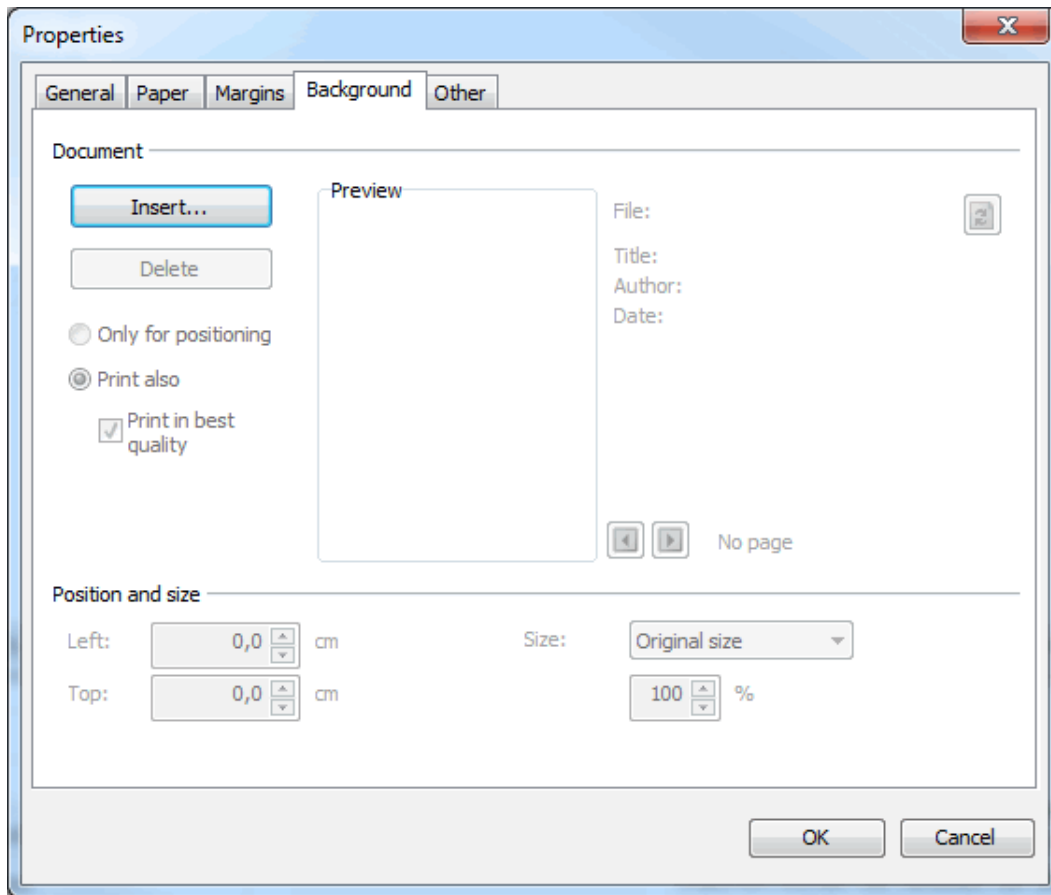 Properties
General Paper Margins Background Other
Document
Insert...
Preview
File:
Delete
Title:
Author:
Date:
Only for positioning
Print also
Print in best
quality
No page
Position and size
Left: 0,0 cm Size: Original size
Top: 0,0 cm 100 %
OK Cancel